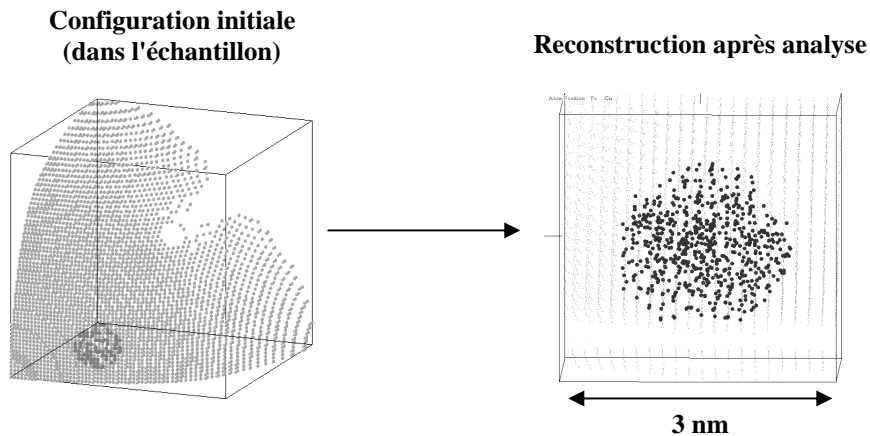 Configuration initiale
(dans l'échantillon)
Reconstruction après analyse
Atom Position Fe Cu
3 nm